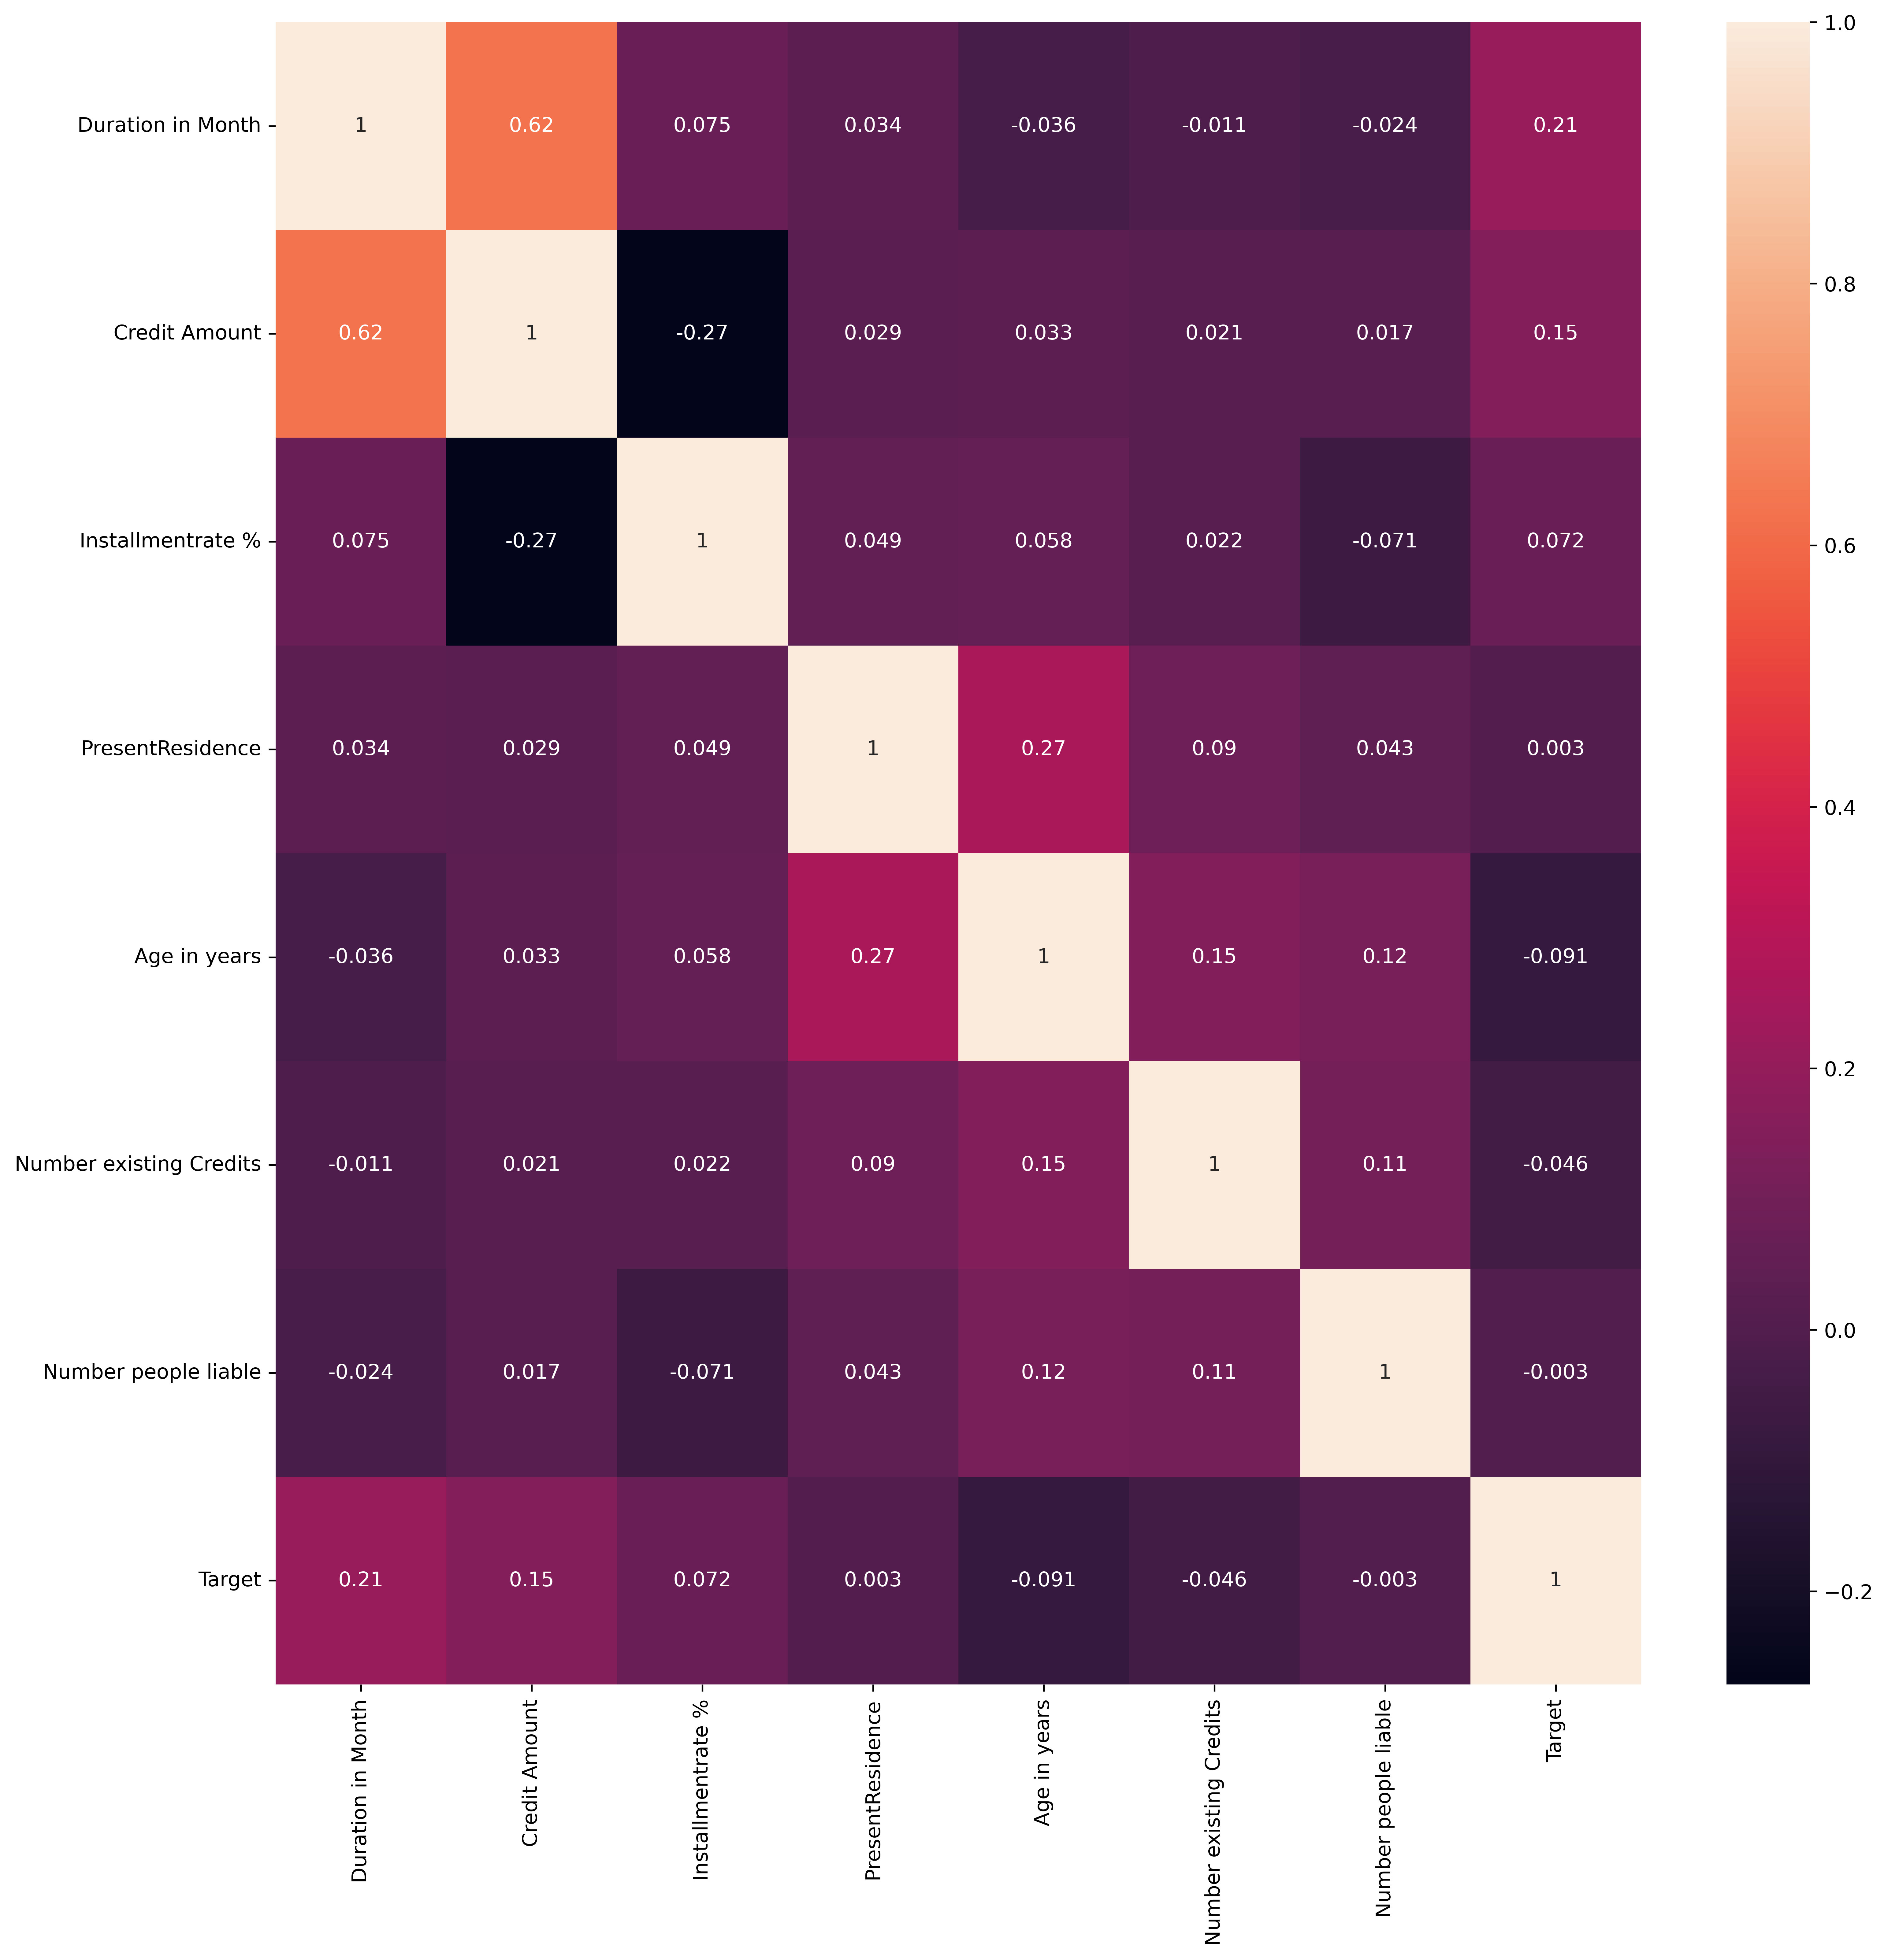 Duration in Month 1 0.62 0.075 0.034 -0.036 -0.011 -0.024 0.21
Credit Amount 0.62 1 -0.27 0.029 0.033 0.021 0.017 0.15
Installmentrate % 0.075 -0.27 1 0.049 0.058 0.022 -0.071 0.072
PresentResidence 0.034 0.029 0.049 1 0.27 0.09 0.043 0.003
Age in years -0.036 0.033 0.058 0.27 1 0.15 0.12 -0.091
Number existing Credits -0.011 0.021 0.022 0.09 0.15 1 0.11 -0.046
Number people liable -0.024 0.017 -0.071 0.043 0.12 0.11 1 -0.003
Target 0.21 0.15 0.072 0.003 -0.091 -0.046 -0.003 1
Duration in Month
Credit Amount
Installmentrate %
PresentResidence
Age in years
Number existing Credits
Number people liable
Target
1.0
0.8
0.6
0.4
0.2
0.0
−0.2